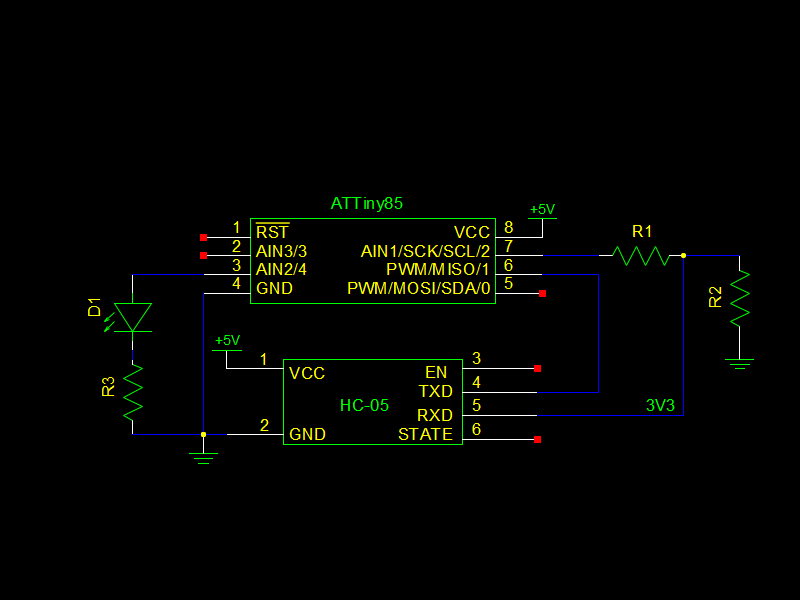 ATTiny85
+5V
1
RST
VCC
8
2
AIN3/3
AIN1/SCK/SCL/2
7
R1
3
AIN2/4
PWM/MISO/1
6
4
GND
PWM/MOSI/SDA/0
5
D1
R2
+5V
1
VCC
EN
3
TXD
4
R3
HC-05
RXD
5
3V3
2
GND
STATE
6